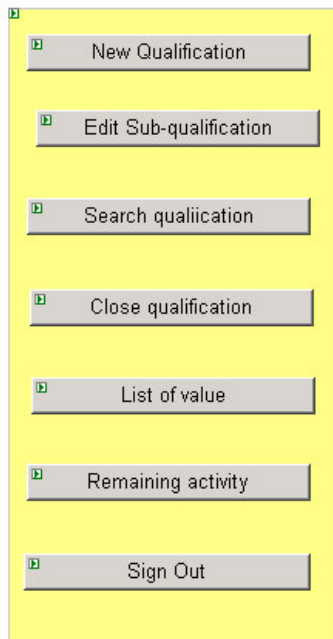 New Qualification
Edit Sub-qualification
Search qualiication
Close qualification
List of value
Remaining activity
Sign Out